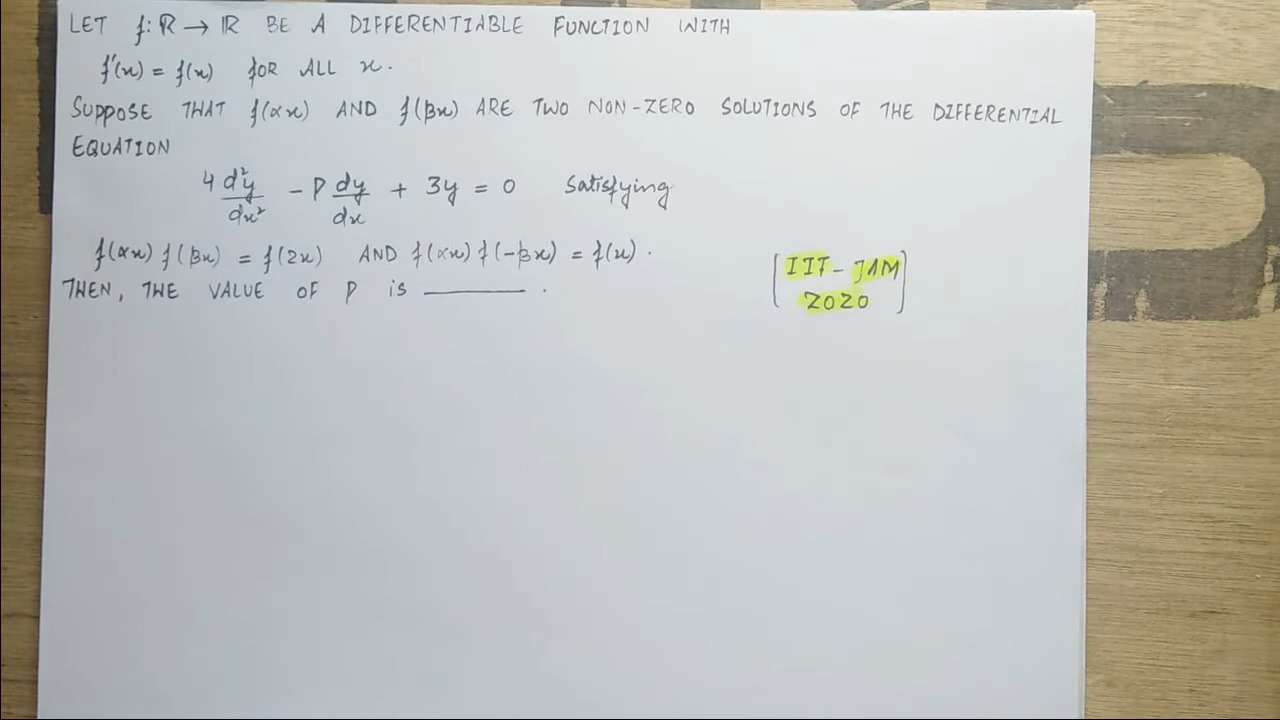 LET f: ℝ → ℝ BE A DIFFERENTIABLE FUNCTION WITH
f'(x) = f(x) FOR ALL x.
SUPPOSE THAT f(αx) AND f(βx) ARE TWO NON-ZERO SOLUTIONS OF THE DIFFERENTIAL
EQUATION
4 d²y/dx² - P dy/dx + 3y = 0 Satisfying
f(αx) f(βx) = f(2x) AND f(αx) f(-βx) = f(x).
THEN, THE VALUE OF P IS ________ .
[IIT-JAM
2020]